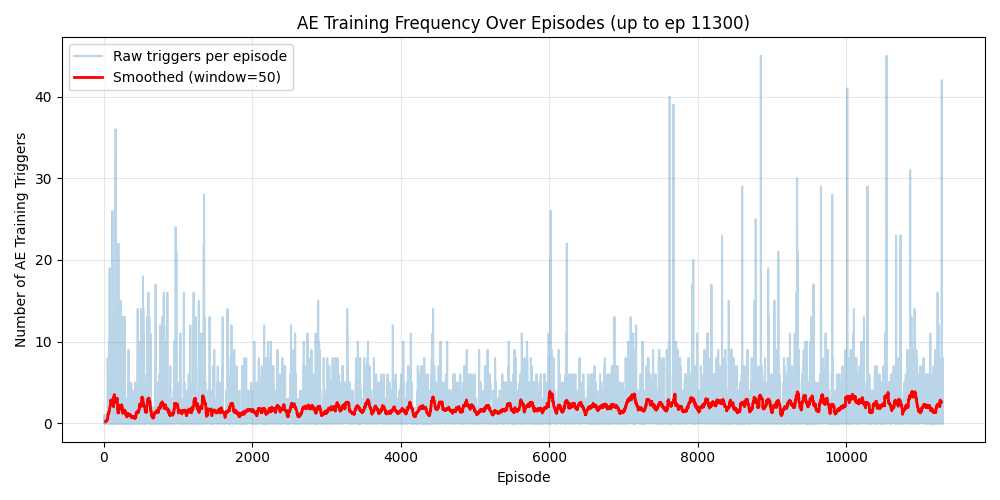 AE Training Frequency Over Episodes (up to ep 11300)
Raw triggers per episode
Smoothed (window=50)
Number of AE Training Triggers
40
30
20
10
0
0 2000 4000 6000 8000 10000
Episode